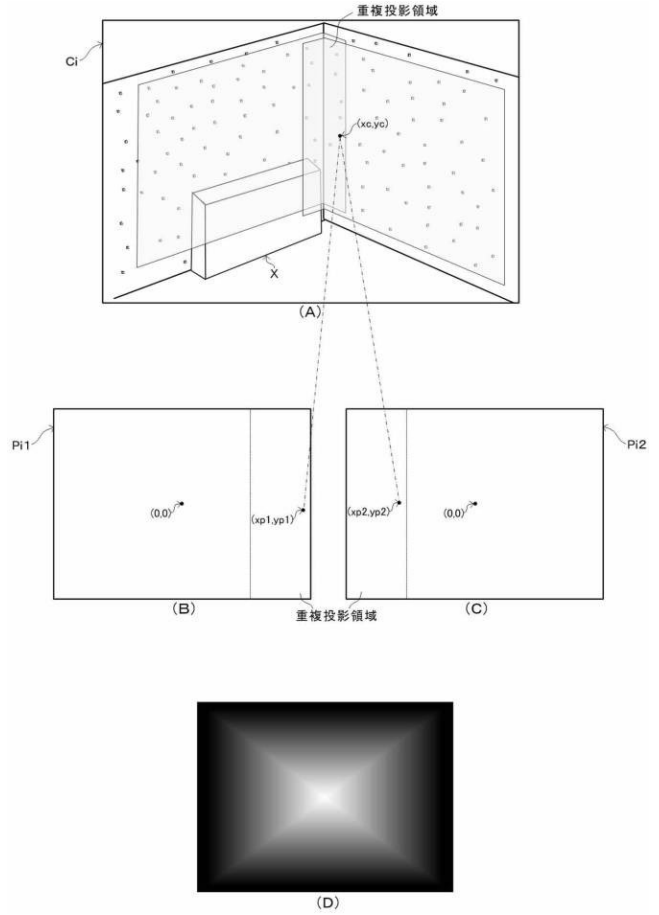 重複投影領域
Ci
(xc,yc)
X
(A)
Pi1
Pi2
(0,0)
(xp1,yp1)
(xp2,yp2)
(0,0)
(B)
重複投影領域
(C)
(D)